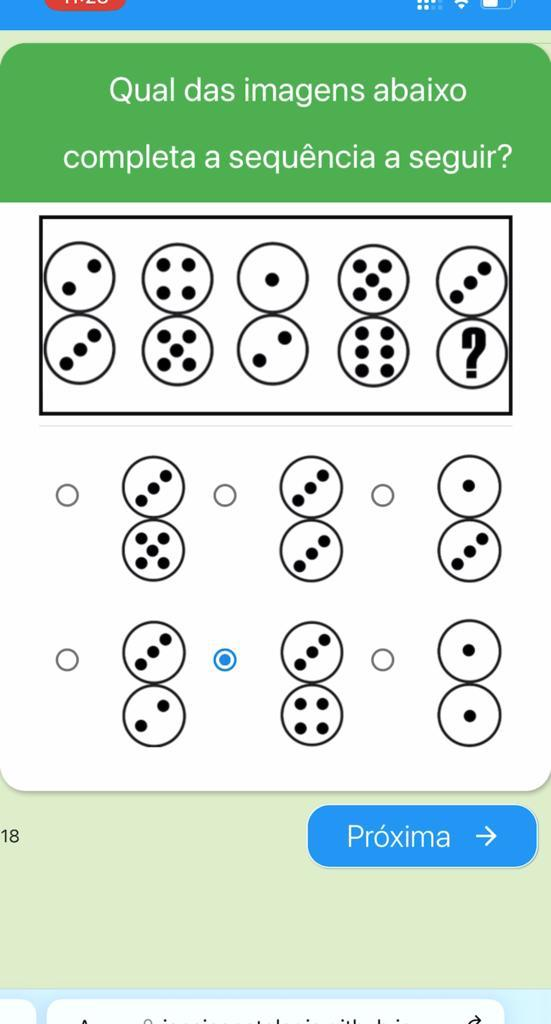 Qual das imagens abaixo
completa a sequência a seguir?
?
18
Próxima →